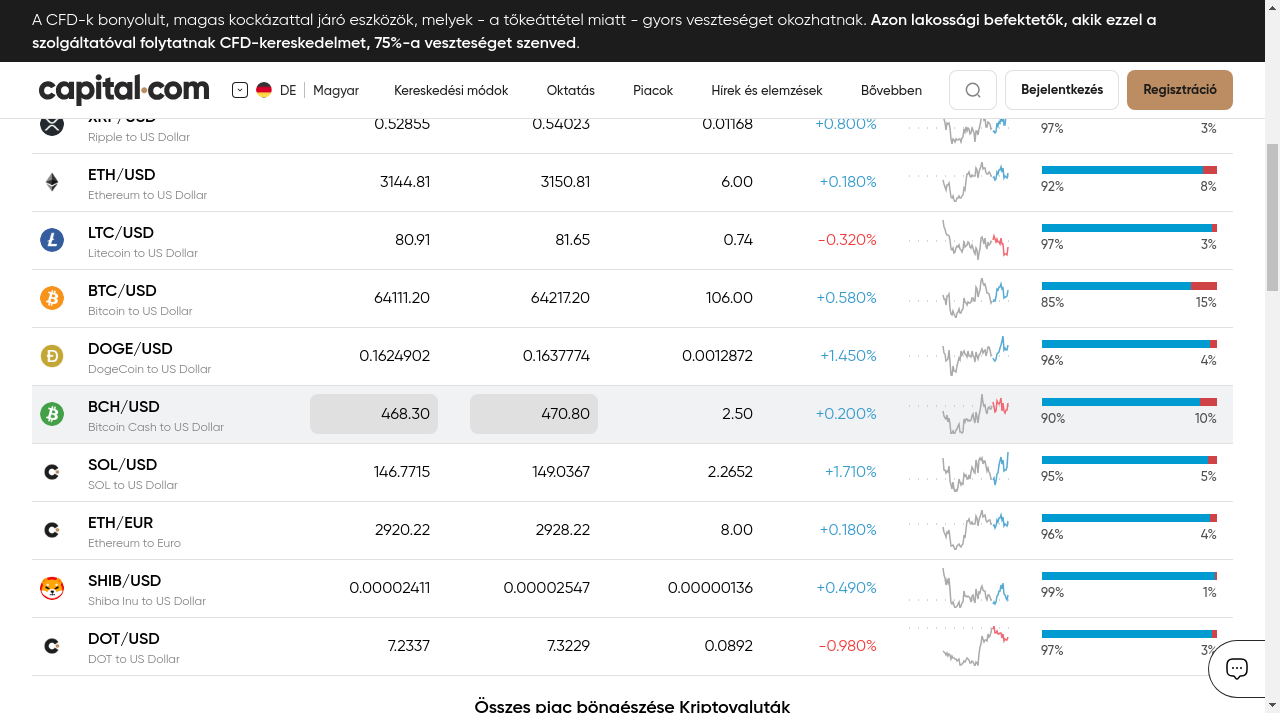 A CFD-k bonyolult, magas kockázattal járó eszközök, melyek - a tőkeáttétel miatt - gyors veszteséget okozhatnak. Azon lakossági befektetők, akik ezzel a
szolgáltatóval folytatnak CFD-kereskedelmet, 75%-a veszteséget szenved.
capital.com DE Magyar Kereskedési módok Oktatás Piacok Hírek és elemzések Bővebben Bejelentkezés Regisztráció
XRP/USD 0.52855 0.54023 0.01168 +0.800%
Ripple to US Dollar 97% 3%
ETH/USD 3144.81 3150.81 6.00 +0.180%
Ethereum to US Dollar 92% 8%
LTC/USD 80.91 81.65 0.74 -0.320%
Litecoin to US Dollar 97% 3%
BTC/USD 64111.20 64217.20 106.00 +0.580%
Bitcoin to US Dollar 85% 15%
DOGE/USD 0.1624902 0.1637774 0.0012872 +1.450%
DogeCoin to US Dollar 96% 4%
BCH/USD 468.30 470.80 2.50 +0.200%
Bitcoin Cash to US Dollar 90% 10%
SOL/USD 146.7715 149.0367 2.2652 +1.710%
SOL to US Dollar 95% 5%
ETH/EUR 2920.22 2928.22 8.00 +0.180%
Ethereum to Euro 96% 4%
SHIB/USD 0.00002411 0.00002547 0.00000136 +0.490%
Shiba Inu to US Dollar 99% 1%
DOT/USD 7.2337 7.3229 0.0892 -0.980%
DOT to US Dollar 97% 3%
Összes piac böngészése Kriptovaluták